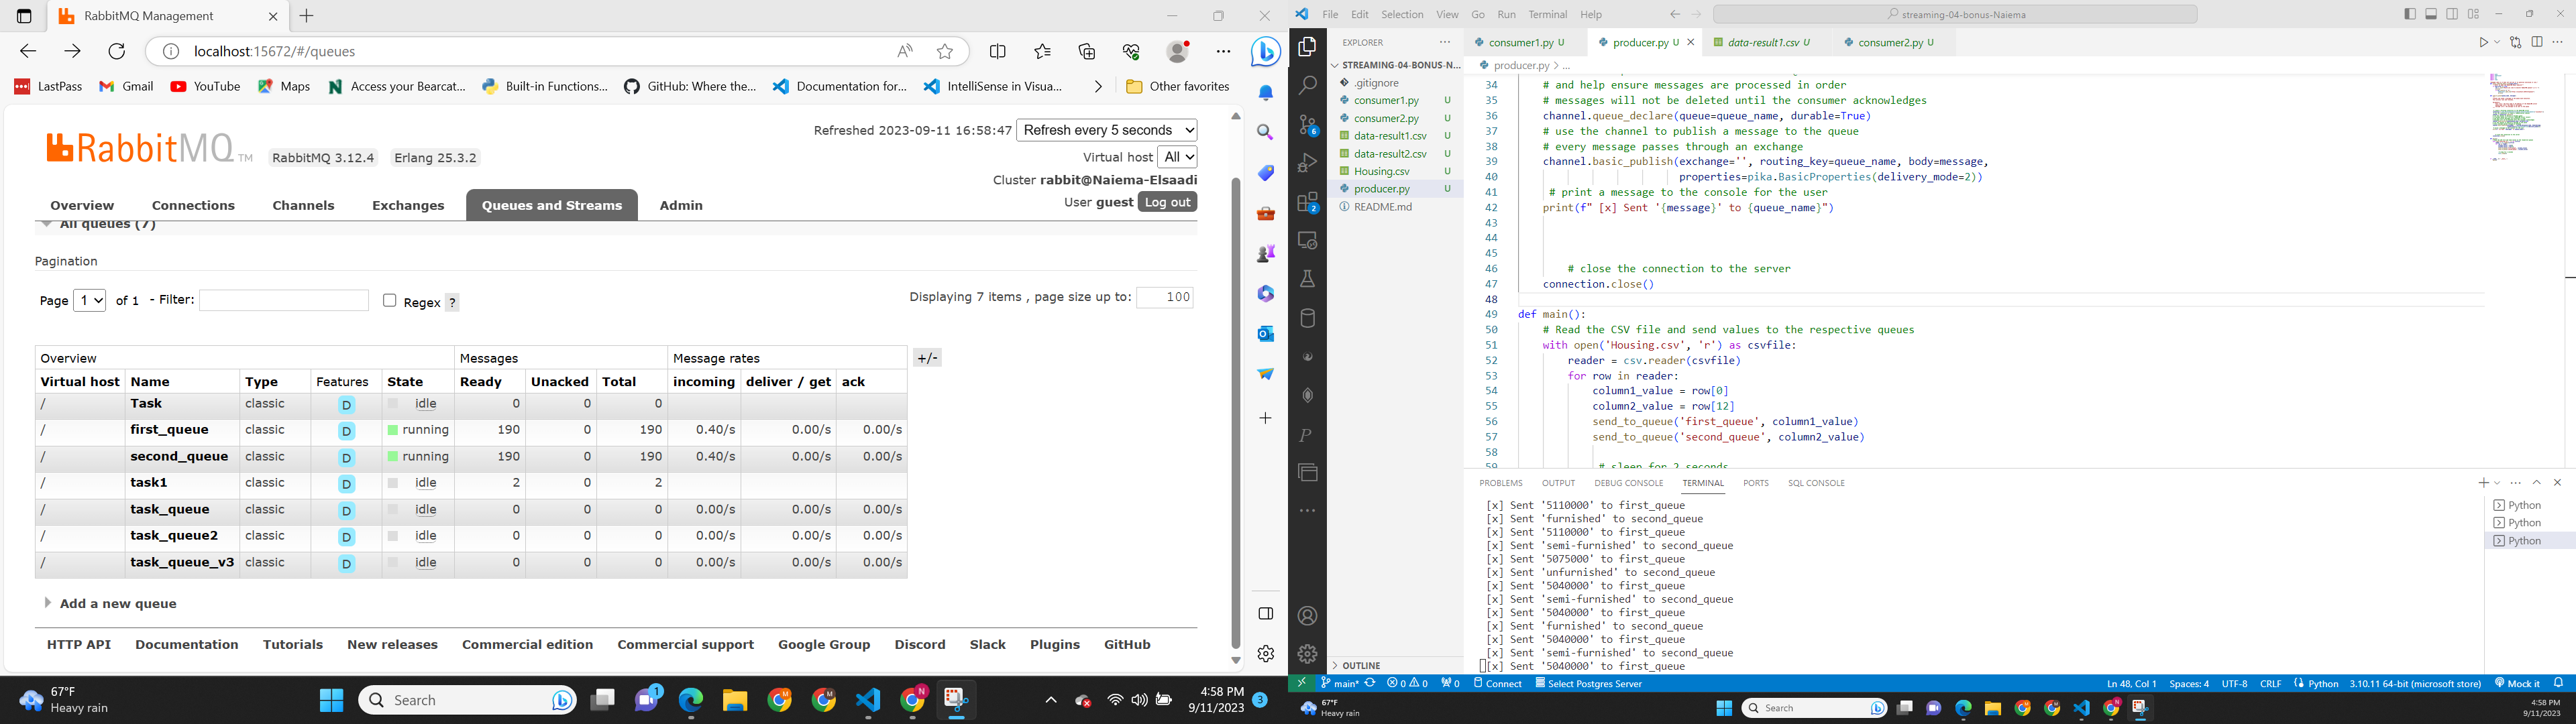 RabbitMQ Management
localhost:15672/#/queues
LastPass Gmail YouTube Maps Access your Bearcat... Built-in Functions... GitHub: Where the... Documentation for... IntelliSense in Visua... Other favorites
Refreshed 2023-09-11 16:58:47 Refresh every 5 seconds
RabbitMQ TM RabbitMQ 3.12.4 Erlang 25.3.2
Virtual host All
Cluster rabbit@Naiema-Elsaadi
User guest Log out
Overview Connections Channels Exchanges Queues and Streams Admin
All queues (7)
Pagination
Page 1 of 1 - Filter: Regex ? Displaying 7 items , page size up to: 100
Overview Messages Message rates +/-
Virtual host Name Type Features State Ready Unacked Total incoming deliver / get ack
/ Task classic D idle 0 0 0
/ first_queue classic D running 190 0 190 0.40/s 0.00/s 0.00/s
/ second_queue classic D running 190 0 190 0.40/s 0.00/s 0.00/s
/ task1 classic D idle 2 0 2
/ task_queue classic D idle 0 0 0 0.00/s 0.00/s 0.00/s
/ task_queue2 classic D idle 0 0 0 0.00/s 0.00/s 0.00/s
/ task_queue_v3 classic D idle 0 0 0 0.00/s 0.00/s 0.00/s
Add a new queue
HTTP API Documentation Tutorials New releases Commercial edition Commercial support Google Group Discord Slack Plugins GitHub
67°F
Heavy rain
Search
1
4:58 PM
9/11/2023
3
File Edit Selection View Go Run Terminal Help
streaming-04-bonus-Naiema
EXPLORER
STREAMING-04-BONUS-N...
.gitignore
consumer1.py U
consumer2.py U
data-result1.csv U
data-result2.csv U
Housing.csv U
producer.py U
README.md
OUTLINE
6
2
consumer1.py U producer.py U data-result1.csv U consumer2.py U
producer.py > ...
34 # and help ensure messages are processed in order
35 # messages will not be deleted until the consumer acknowledges
36 channel.queue_declare(queue=queue_name, durable=True)
37 # use the channel to publish a message to the queue
38 # every message passes through an exchange
39 channel.basic_publish(exchange='', routing_key=queue_name, body=message,
40 properties=pika.BasicProperties(delivery_mode=2))
41 # print a message to the console for the user
42 print(f" [x] Sent '{message}' to {queue_name}")
43
44
45
46 # close the connection to the server
47 connection.close()
48
49 def main():
50 # Read the CSV file and send values to the respective queues
51 with open('Housing.csv', 'r') as csvfile:
52 reader = csv.reader(csvfile)
53 for row in reader:
54 column1_value = row[0]
55 column2_value = row[12]
56 send_to_queue('first_queue', column1_value)
57 send_to_queue('second_queue', column2_value)
58
59 # sleep for 2 seconds
PROBLEMS OUTPUT DEBUG CONSOLE TERMINAL PORTS SQL CONSOLE
[x] Sent '5110000' to first_queue
[x] Sent 'furnished' to second_queue
[x] Sent '5110000' to first_queue
[x] Sent 'semi-furnished' to second_queue
[x] Sent '5075000' to first_queue
[x] Sent 'unfurnished' to second_queue
[x] Sent '5040000' to first_queue
[x] Sent 'semi-furnished' to second_queue
[x] Sent '5040000' to first_queue
[x] Sent 'furnished' to second_queue
[x] Sent '5040000' to first_queue
[x] Sent 'semi-furnished' to second_queue
[x] Sent '5040000' to first_queue
Python
Python
Python
main* 0 0 0 Connect Select Postgres Server
Ln 48, Col 1 Spaces: 4 UTF-8 CRLF Python 3.10.11 64-bit (microsoft store) Mock it
67°F
Heavy rain
Search
4:58 PM
9/11/2023